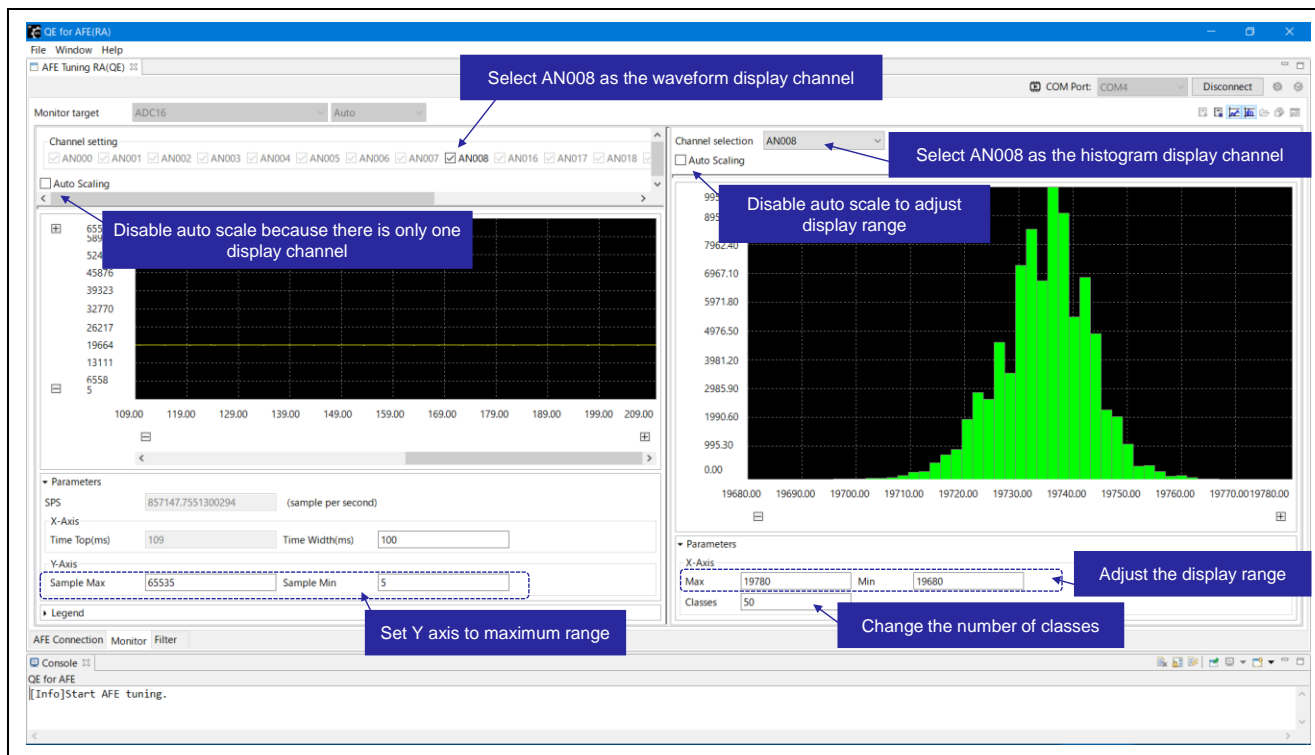 QE for AFE(RA)
File Window Help
AFE Tuning RA(QE)
Select AN008 as the waveform display channel
COM Port: COM4 Disconnect
Monitor target ADC16 Auto
Channel setting
AN000 AN001 AN002 AN003 AN004 AN005 AN006 AN007 AN008 AN016 AN017 AN018
Auto Scaling
Disable auto scale because there is only one
display channel
45876
39323
32770
26217
19664
13111
6558
5
109.00 119.00 129.00 139.00 149.00 159.00 169.00 179.00 189.00 199.00 209.00
Parameters
SPS 857147.7551300294 (sample per second)
X-Axis
Time Top(ms) 109 Time Width(ms) 100
Y-Axis
Sample Max 65535 Sample Min 5
Legend
Set Y axis to maximum range
Channel selection AN008
Select AN008 as the histogram display channel
Auto Scaling
Disable auto scale to adjust
display range
7962.40
6967.10
5971.80
4976.50
3981.20
2985.90
1990.60
995.30
0.00
19680.00 19690.00 19700.00 19710.00 19720.00 19730.00 19740.00 19750.00 19760.00 19770.00 19780.00
Parameters
X-Axis
Max 19780 Min 19680
Adjust the display range
Classes 50
Change the number of classes
AFE Connection Monitor Filter
Console
QE for AFE
[Info]Start AFE tuning.